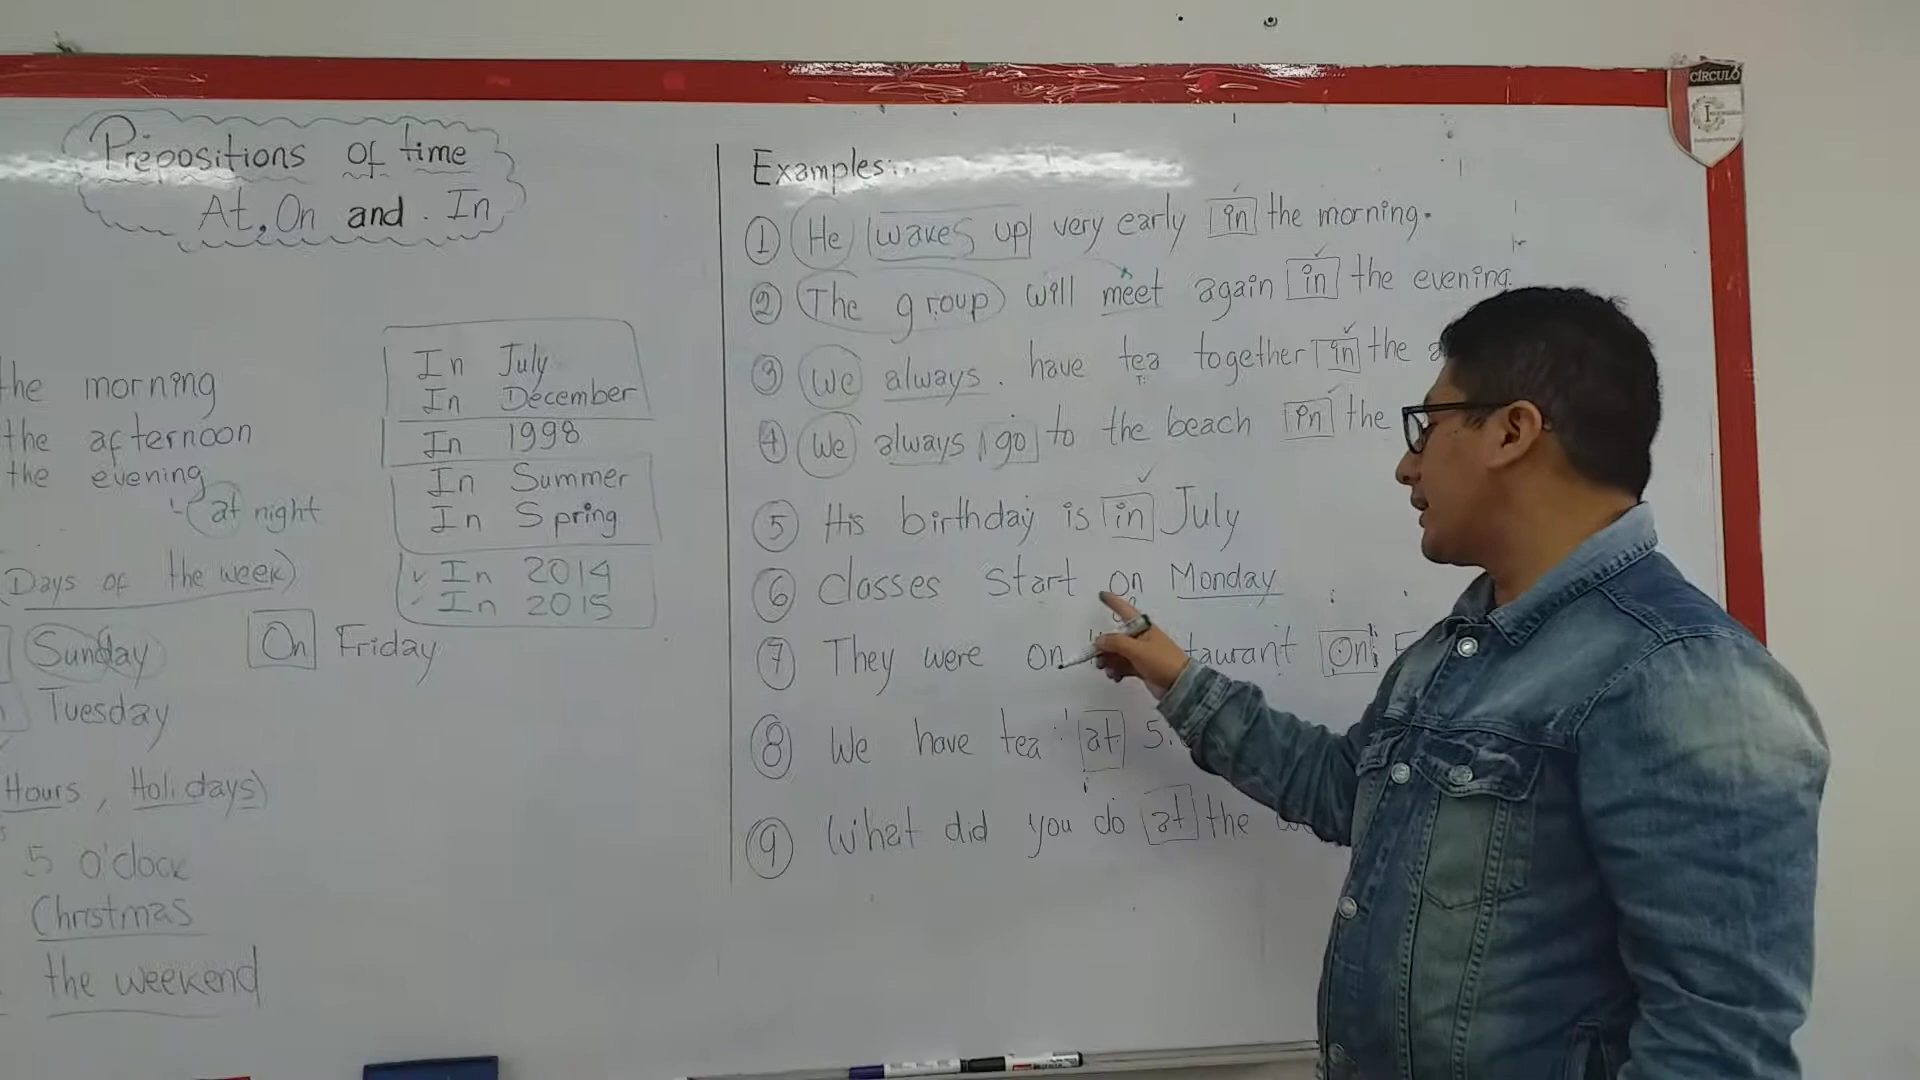 Prepositions of time
At, On and. In
the morning
the afternoon
the evening
at night
(Days of the week)
Sunday
On Friday
Tuesday
Hours, Holidays)
5 o'clock
Christmas
the weekend
In July
In December
In 1998
In Summer
In Spring
In 2014
In 2015
Examples:...
① He wakes up very early in the morning.
② The group will meet again in the evening.
③ We always. have tea together in the
④ We always go to the beach in the
⑤ His birthday is in July
⑥ Classes start on Monday
⑦ They were on taurant On
⑧ We have tea at 5:
⑨ What did you do at the
CÍRCULO